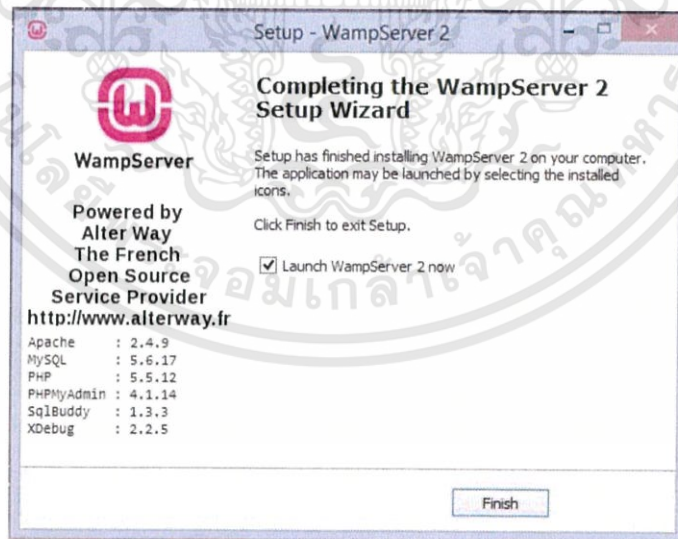 Setup - WampServer 2
WampServer
Powered by
Alter Way
The French
Open Source
Service Provider
http://www.alterway.fr
Apache : 2.4.9
MySQL : 5.6.17
PHP : 5.5.12
PHPMyAdmin : 4.1.14
SqlBuddy : 1.3.3
XDebug : 2.2.5
Completing the WampServer 2
Setup Wizard
Setup has finished installing WampServer 2 on your computer.
The application may be launched by selecting the installed
icons.
Click Finish to exit Setup.
Launch WampServer 2 now
Finish